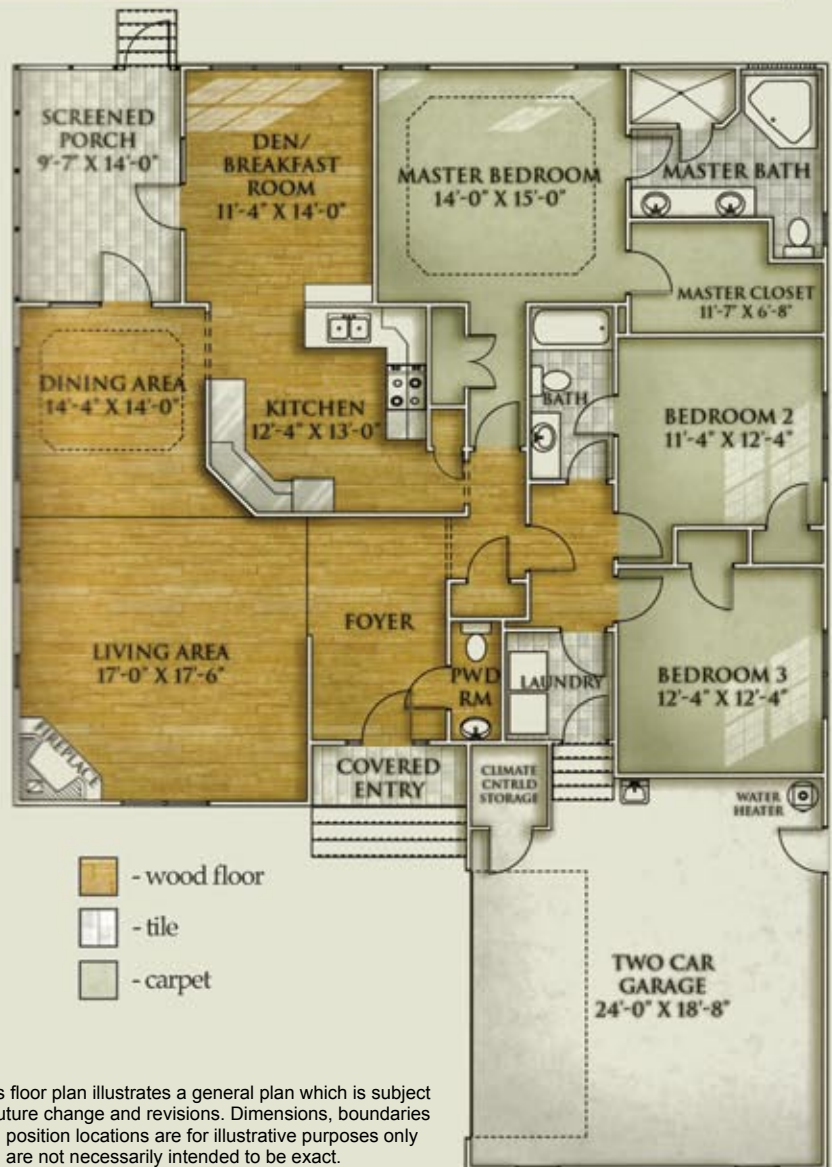 SCREENED
PORCH
9'-7" X 14'-0"
DEN/
BREAKFAST
ROOM
11'-4" X 14'-0"
MASTER BEDROOM
14'-0" X 15'-0"
MASTER BATH
MASTER CLOSET
11'-7" X 6'-8"
DINING AREA
14'-4" X 14'-0"
KITCHEN
12'-4" X 13'-0"
BATH
BEDROOM 2
11'-4" X 12'-4"
FOYER
LIVING AREA
17'-0" X 17'-6"
PWD
RM
LAUNDRY
BEDROOM 3
12'-4" X 12'-4"
FIREPLACE
COVERED
ENTRY
CLIMATE
CNTRLD
STORAGE
WATER
HEATER
- wood floor
- tile
- carpet
TWO CAR
GARAGE
24'-0" X 18'-8"
s floor plan illustrates a general plan which is subject
uture change and revisions. Dimensions, boundaries
position locations are for illustrative purposes only
are not necessarily intended to be exact.